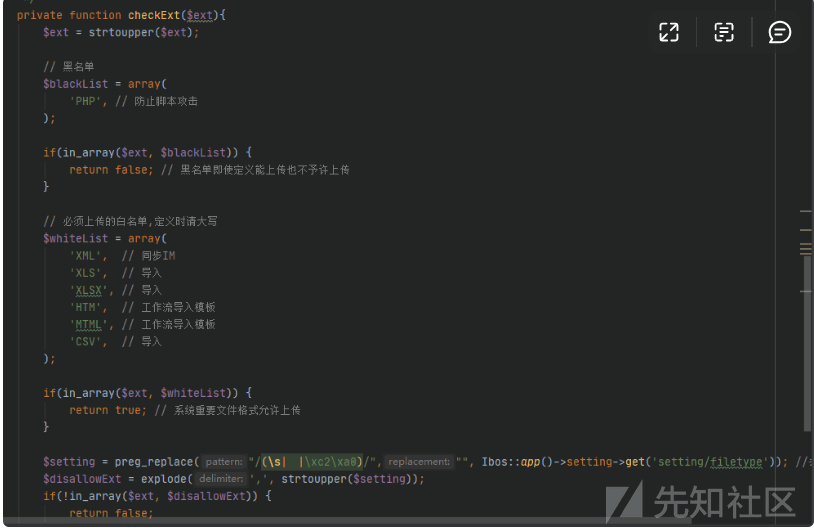 private function checkExt($ext){
$ext = strtoupper($ext);
// 黑名单
$blackList = array(
'PHP', // 防止脚本攻击
);
if(in_array($ext, $blackList)) {
return false; // 黑名单即使定义能上传也不予许上传
}
// 必须上传的白名单,定义时请大写
$whiteList = array(
'XML', // 同步IM
'XLS', // 导入
'XLSX', // 导入
'HTM', // 工作流导入模板
'MTML', // 工作流导入模板
'CSV', // 导入
);
if(in_array($ext, $whiteList)) {
return true; // 系统重要文件格式允许上传
}
$setting = preg_replace( pattern: "/(\s| |\xc2\xa0)/", replacement: "", Ibos::app()->setting->get('setting/filetype')); //
$disallowExt = explode( delimiter: ',', strtoupper($setting));
if(!in_array($ext, $disallowExt)) {
return false;
先知社区